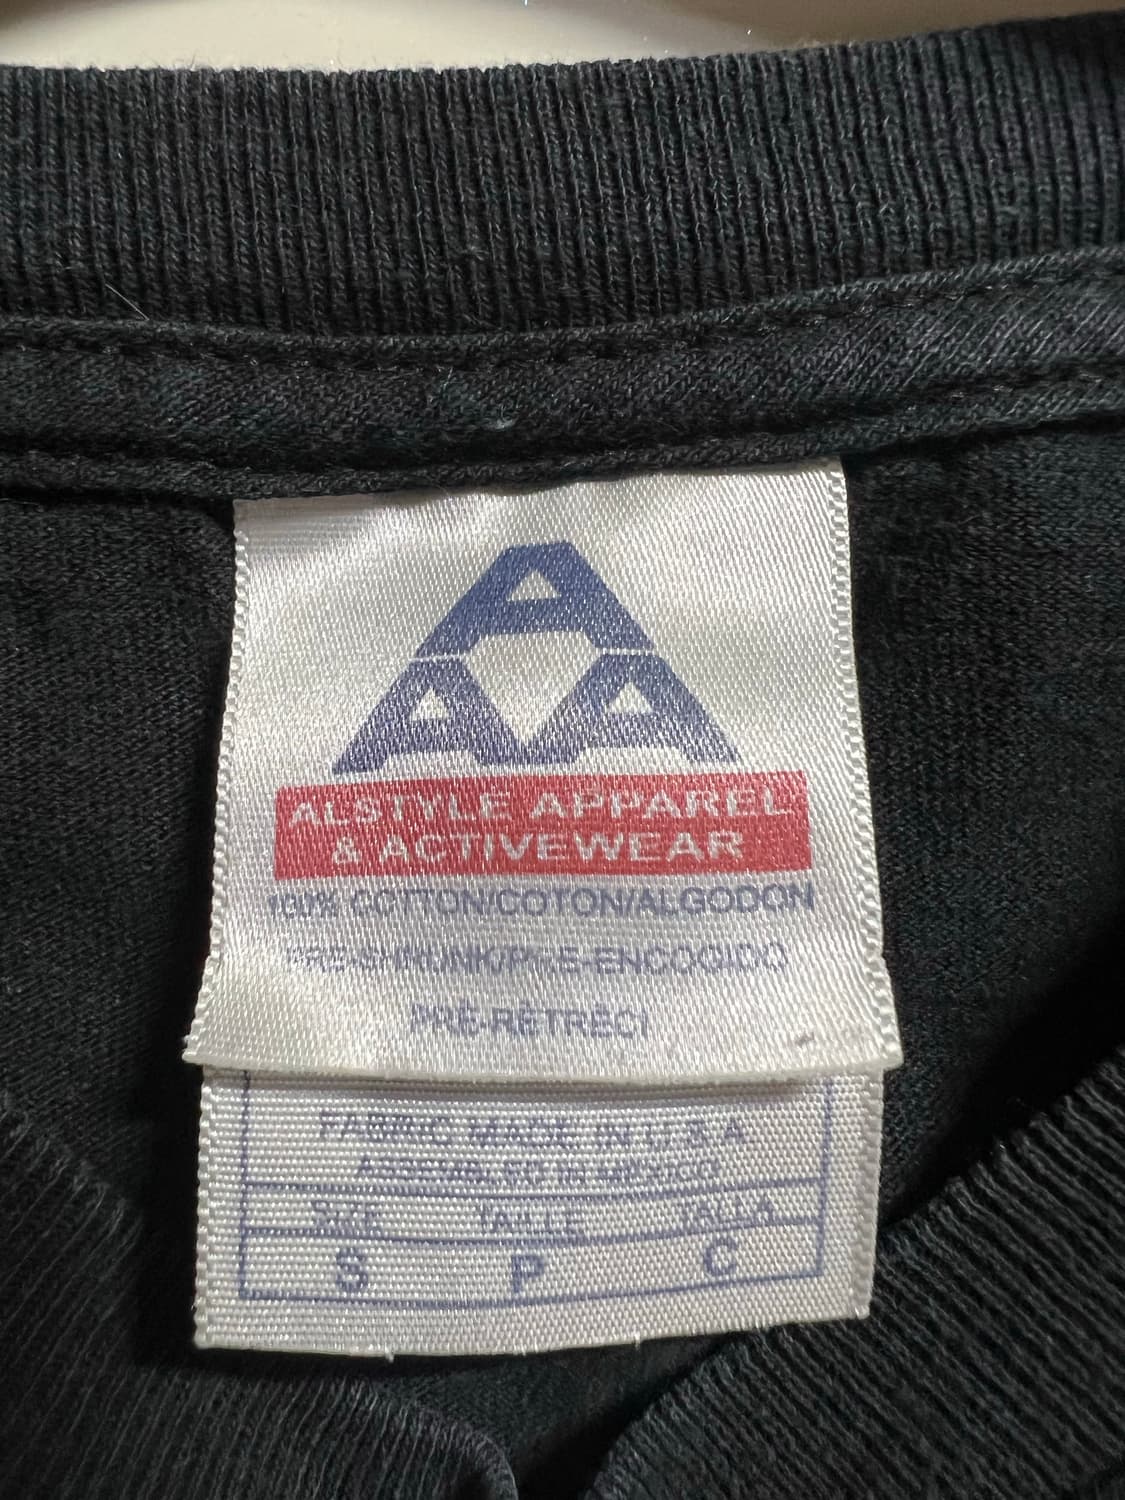 A
A A
ALSTYLE APPAREL
& ACTIVEWEAR
100% COTTON/COTON/ALGODON
PRE-SHRUNK/PRE-ENCOGIDO
PRÉ-RÉTRÉCI
FABRIC MADE IN U.S.A
ASSEMBLED IN MEXICO
SIZE TAILLE TALLA
S P C